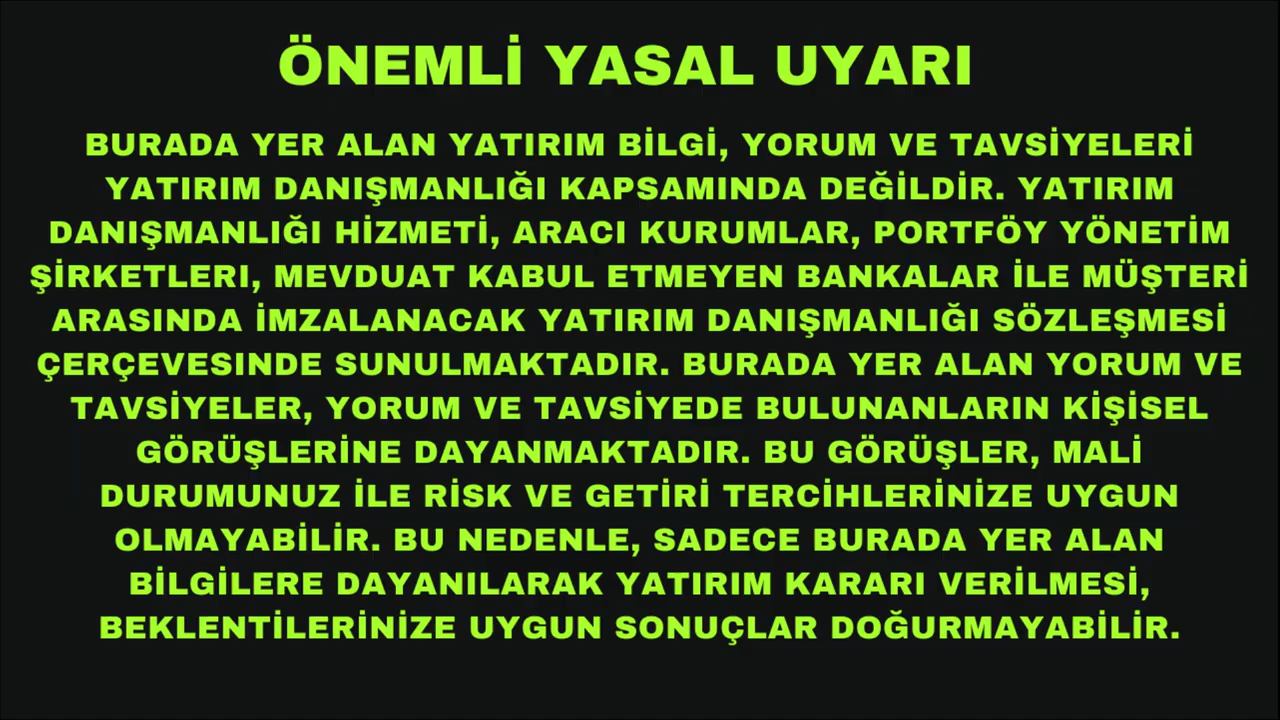 ÖNEMLİ YASAL UYARI
BURADA YER ALAN YATIRIM BİLGİ, YORUM VE TAVSİYELERİ
YATIRIM DANIŞMANLIĞI KAPSAMINDA DEĞİLDİR. YATIRIM
DANIŞMANLIĞI HİZMETİ, ARACI KURUMLAR, PORTFÖY YÖNETİM
ŞİRKETLERI, MEVDUAT KABUL ETMEYEN BANKALAR İLE MÜŞTERİ
ARASINDA İMZALANACAK YATIRIM DANIŞMANLIĞI SÖZLEŞMESİ
ÇERÇEVESINDE SUNULMAKTADIR. BURADA YER ALAN YORUM VE
TAVSİYELER, YORUM VE TAVSİYEDE BULUNANLARIN KİŞİSEL
GÖRÜŞLERİNE DAYANMAKTADIR. BU GÖRÜŞLER, MALİ
DURUMUNUZ İLE RİSK VE GETİRİ TERCİHLERİNİZE UYGUN
OLMAYABİLİR. BU NEDENLE, SADECE BURADA YER ALAN
BİLGİLERE DAYANILARAK YATIRIM KARARI VERİLMESİ,
BEKLENTİLERİNİZE UYGUN SONUÇLAR DOĞURMAYABİLİR.